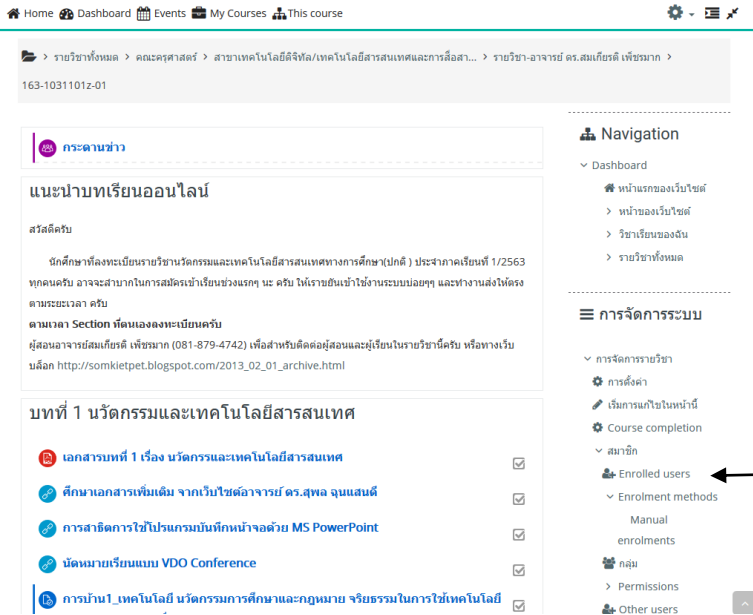 Home Dashboard Events My Courses This course
รายวิชาทั้งหมด > คณะครุศาสตร์ > สาขาเทคโนโลยีดิจิทัล/เทคโนโลยีสารสนเทศและการสื่อสา... > รายวิชา-อาจารย์ ดร.สมเกียรติ เพ็ชรมาก >
163-1031101z-01
กระดานข่าว
แนะนำบทเรียนออนไลน์
สวัสดีครับ
นักศึกษาที่ลงทะเบียนรายวิชานวัตกรรมและเทคโนโลยีสารสนเทศทางการศึกษา(ปกติ ) ประจำภาคเรียนที่ 1/2563
ทุกคนครับ อาจจะลำบากในการสมัครเข้าเรียนช่วงแรกๆ นะ ครับ ให้เราขยันเข้าใช้งานระบบบ่อยๆๆ และทำงานส่งให้ตรง
ตามระยะเวลา ครับ
ตามเวลา Section ที่ตนเองลงทะเบียนครับ
ผู้สอนอาจารย์สมเกียรติ เพ็ชรมาก (081-879-4742) เพื่อสำหรับติดต่อผู้สอนและผู้เรียนในรายวิชานี้ครับ หรือทางเว็บ
บล็อก http://somkietpet.blogspot.com/2013_02_01_archive.html
บทที่ 1 นวัตกรรมและเทคโนโลยีสารสนเทศ
เอกสารบทที่ 1 เรื่อง นวัตกรรและเทคโนโลยีสารสนเทศ
ศึกษาเอกสารเพิ่มเติม จากเว็บไซต์อาจารย์ ดร.สุพล ฉุนแสนดี
การสาธิตการใช้โปรแกรมบันทึกหน้าจอด้วย MS PowerPoint
นัดหมายเรียนแบบ VDO Conference
การบ้าน1_เทคโนโลยี นวัตกรรมการศึกษาและกฎหมาย จริยธรรมในการใช้เทคโนโลยี
Navigation
Dashboard
หน้าแรกของเว็บไซต์
> หน้าของเว็บไซต์
> วิชาเรียนของฉัน
> รายวิชาทั้งหมด
การจัดการระบบ
การจัดการรายวิชา
การตั้งค่า
เริ่มการแก้ไขในหน้านี้
Course completion
สมาชิก
Enrolled users
Enrolment methods
Manual
enrolments
กลุ่ม
> Permissions
Other users